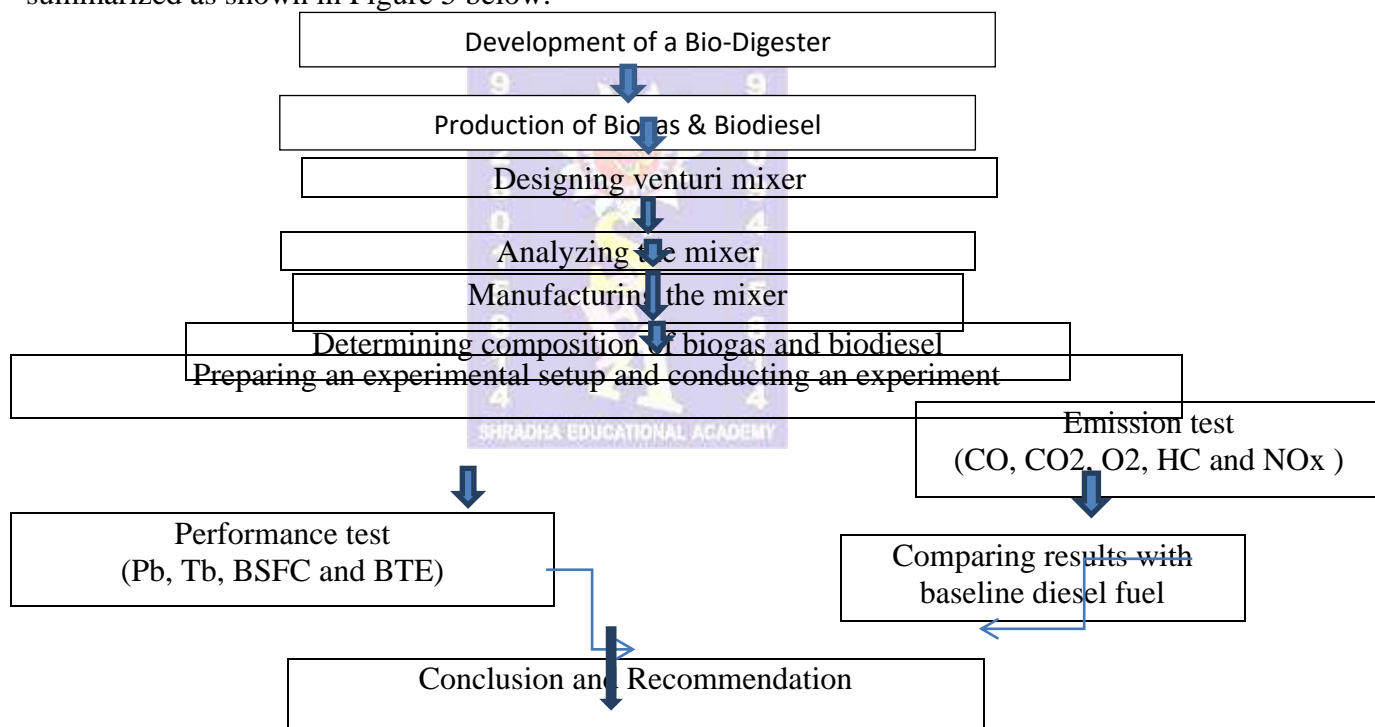 summarized as shown in Figure 3 below.
Development of a Bio-Digester
Production of Biogas & Biodiesel
Designing venturi mixer
Analyzing the mixer
Manufacturing the mixer
Determining composition of biogas and biodiesel
Preparing an experimental setup and conducting an experiment
SHRADHA EDUCATIONAL ACADEMY
Emission test
(CO, CO2, O2, HC and NOx )
Performance test
(Pb, Tb, BSFC and BTE)
Comparing results with
baseline diesel fuel
Conclusion and Recommendation